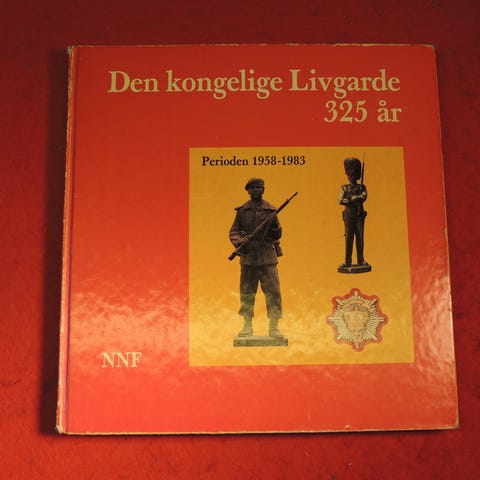 Den kongelige Livgarde
325 år
Perioden 1958-1983
NNF